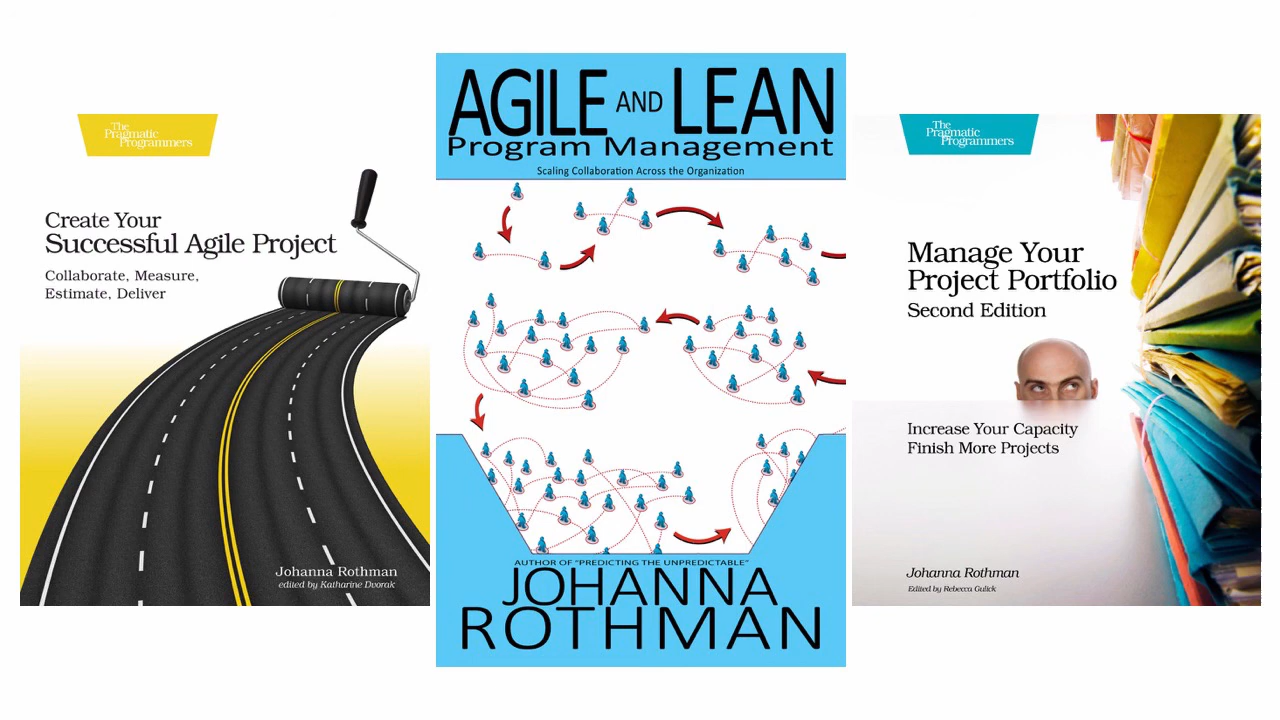 The
Pragmatic
Programmers
Create Your
Successful Agile Project
Collaborate, Measure,
Estimate, Deliver
Johanna Rothman
edited by Katharine Dvorak
AGILE AND LEAN
Program Management
Scaling Collaboration Across the Organization
AUTHOR OF "PREDICTING THE UNPREDICTABLE"
JOHANNA
ROTHMAN
The
Pragmatic
Programmers
Manage Your
Project Portfolio
Second Edition
Increase Your Capacity
Finish More Projects
Johanna Rothman
Edited by Rebecca Gulick